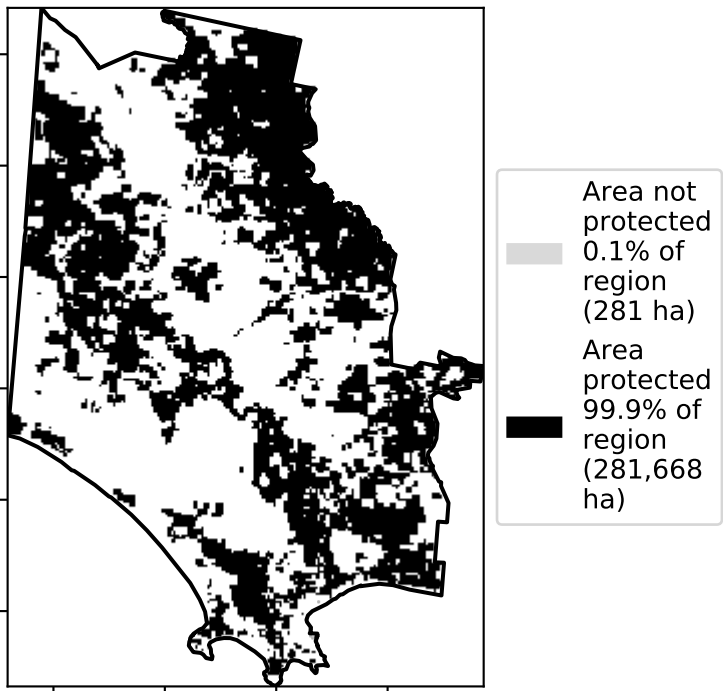 Area not
protected
0.1% of
region
(281 ha)
Area
protected
99.9% of
region
(281,668
ha)